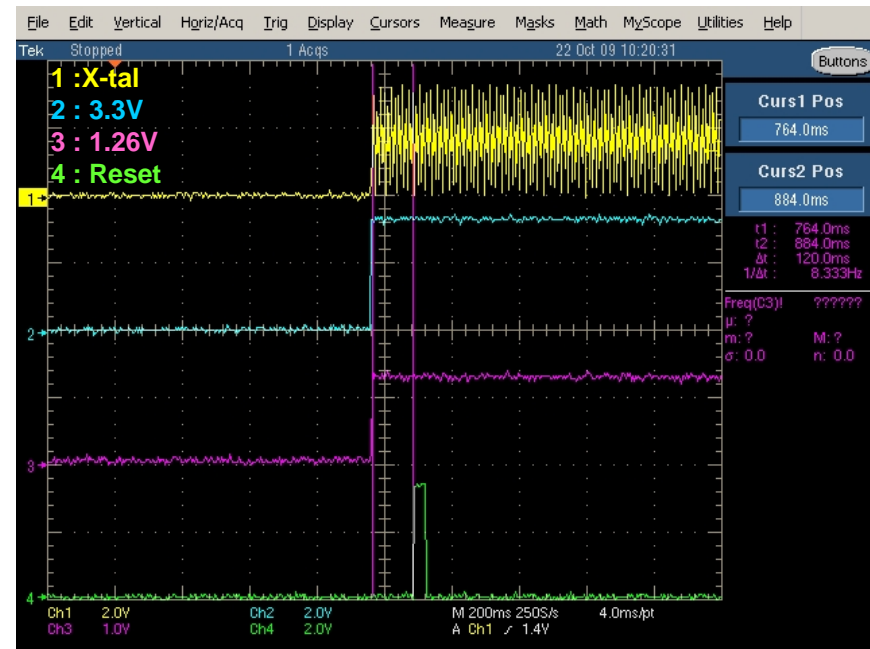 File Edit Vertical Horiz/Acq Trig Display Cursors Measure Masks Math MyScope Utilities Help
Tek Stopped 1 Acqs 22 Oct 09 10:20:31
Buttons
1 :X-tal
2 : 3.3V
3 : 1.26V
4 : Reset
Curs1 Pos
764.0ms
Curs2 Pos
884.0ms
t1 : 764.0ms
t2 : 884.0ms
Δt : 120.0ms
1/Δt : 8.333Hz
Freq(C3)! ??????
µ: ?
m: ? M: ?
σ: 0.0 n: 0.0
1
2
3
4
Ch1 2.0V Ch2 2.0V M 200ms 250S/s 4.0ms/pt
Ch3 1.0V Ch4 2.0V A Ch1 / 1.4V